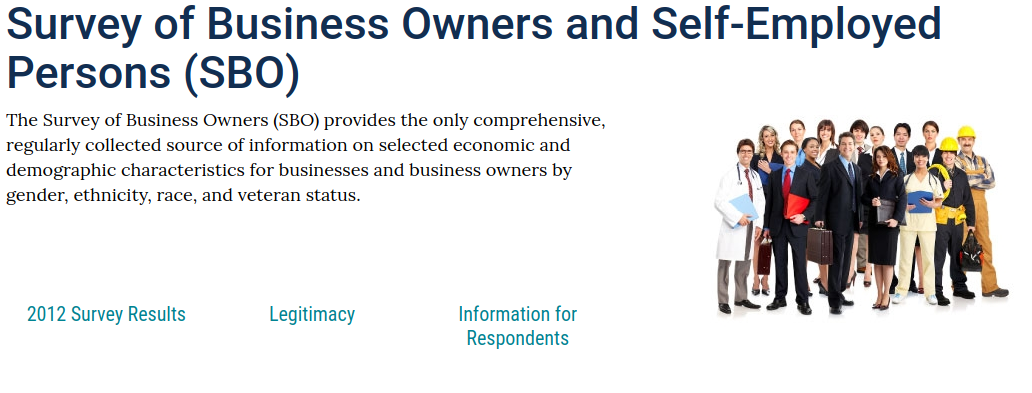 Survey of Business Owners and Self-Employed
Persons (SBO)
The Survey of Business Owners (SBO) provides the only comprehensive,
regularly collected source of information on selected economic and
demographic characteristics for businesses and business owners by
gender, ethnicity, race, and veteran status.
2012 Survey Results
Legitimacy
Information for
Respondents